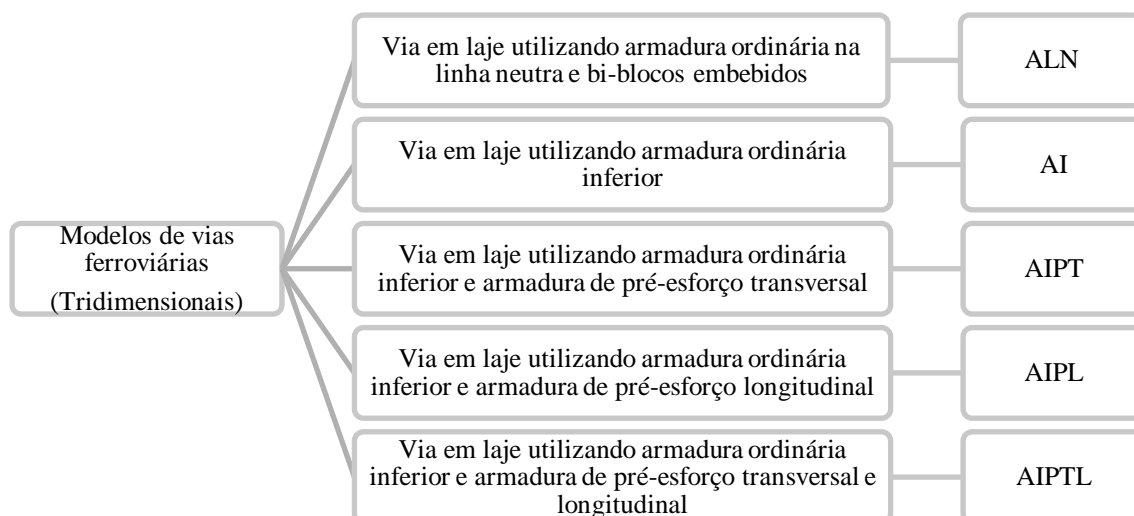 Modelos de vias
ferroviárias
(Tridimensionais)
Via em laje utilizando armadura ordinária na
linha neutra e bi-blocos embebidos
ALN
Via em laje utilizando armadura ordinária
inferior
AI
Via em laje utilizando armadura ordinária
inferior e armadura de pré-esforço transversal
AIPT
Via em laje utilizando armadura ordinária
inferior e armadura de pré-esforço longitudinal
AIPL
Via em laje utilizando armadura ordinária
inferior e armadura de pré-esforço transversal e
longitudinal
AIPTL